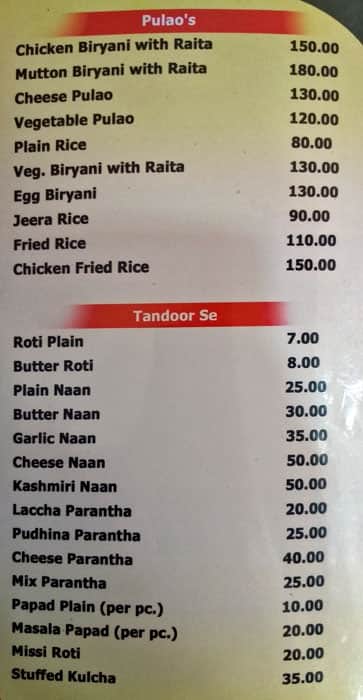 Pulao's
Chicken Biryani with Raita 150.00
Mutton Biryani with Raita 180.00
Cheese Pulao 130.00
Vegetable Pulao 120.00
Plain Rice 80.00
Veg. Biryani with Raita 130.00
Egg Biryani 130.00
Jeera Rice 90.00
Fried Rice 110.00
Chicken Fried Rice 150.00
Tandoor Se
Roti Plain 7.00
Butter Roti 8.00
Plain Naan 25.00
Butter Naan 30.00
Garlic Naan 35.00
Cheese Naan 50.00
Kashmiri Naan 50.00
Laccha Parantha 20.00
Pudhina Parantha 25.00
Cheese Parantha 40.00
Mix Parantha 25.00
Papad Plain (per pc.) 10.00
Masala Papad (per pc.) 20.00
Missi Roti 20.00
Stuffed Kulcha 35.00